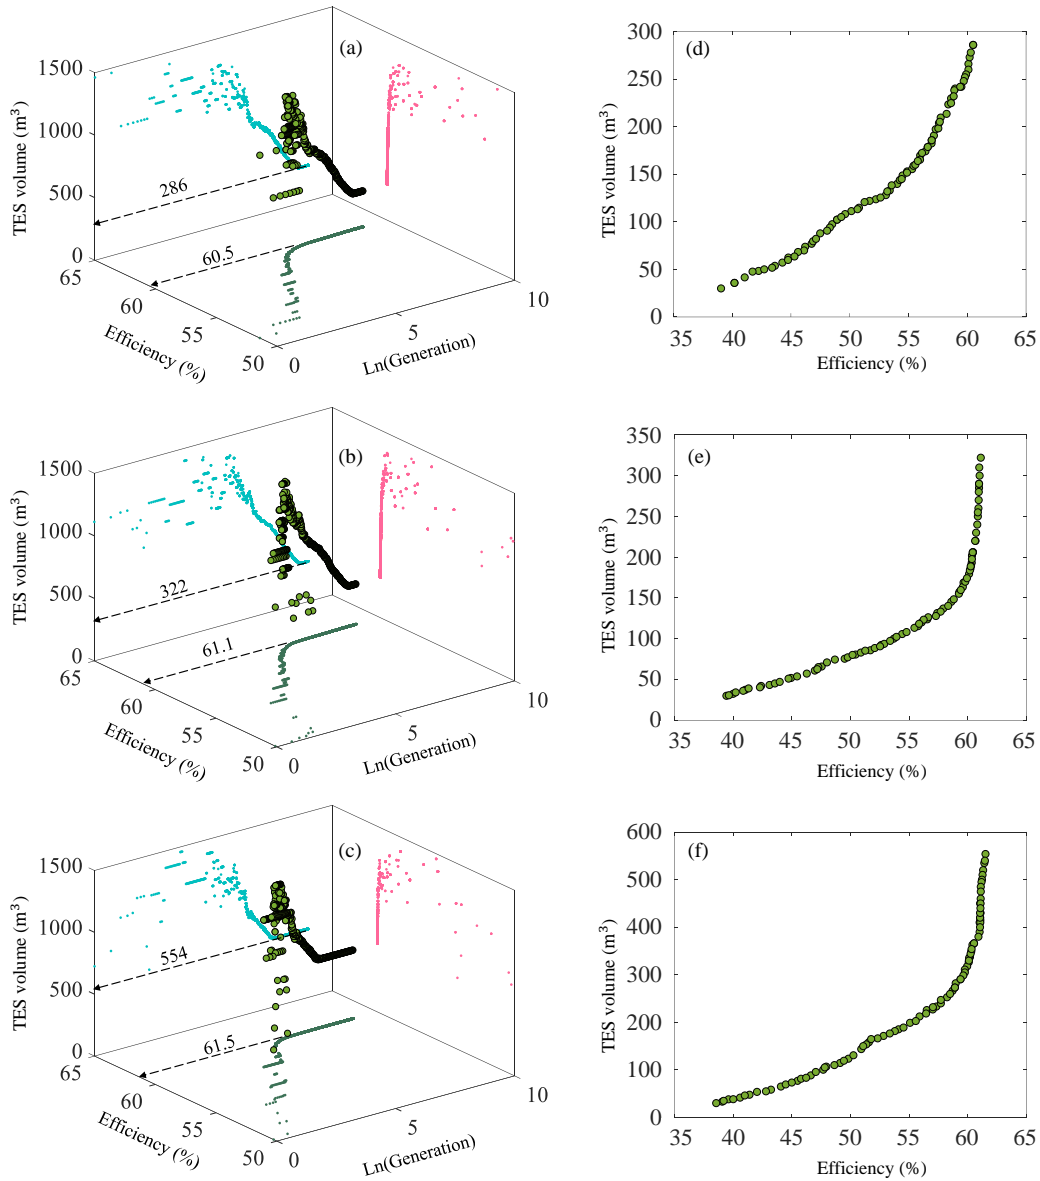 (a)
TES volume (m³)
1500
1000
500
0
286
60.5
65
60
55
50
Efficiency (%)
0
5
10
Ln(Generation)
(d)
TES volume (m³)
300
250
200
150
100
50
0
35 40 45 50 55 60 65
Efficiency (%)
(b)
TES volume (m³)
1500
1000
500
0
322
61.1
65
60
55
50
Efficiency (%)
0
5
10
Ln(Generation)
(e)
TES volume (m³)
350
300
250
200
150
100
50
0
35 40 45 50 55 60 65
Efficiency (%)
(c)
TES volume (m³)
1500
1000
500
0
554
61.5
65
60
55
50
Efficiency (%)
0
5
10
Ln(Generation)
(f)
TES volume (m³)
600
500
400
300
200
100
0
35 40 45 50 55 60 65
Efficiency (%)